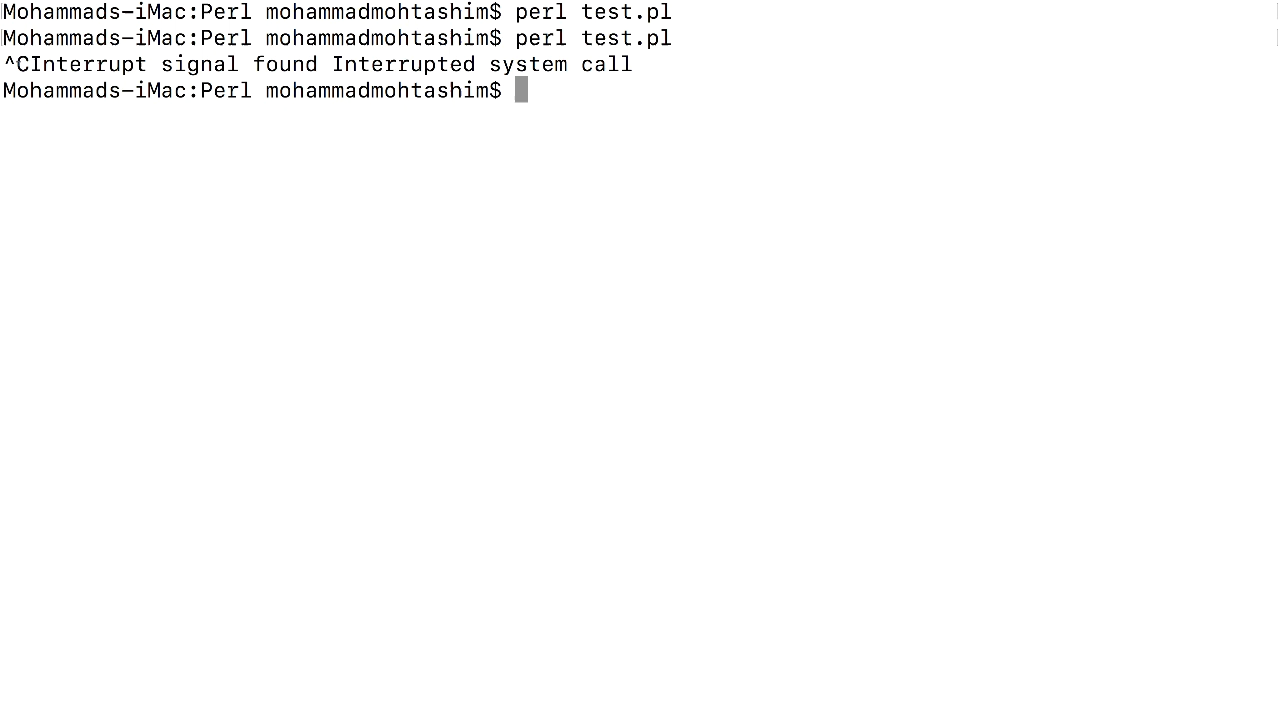 Mohammads-iMac:Perl mohammadmohtashim$ perl test.pl
Mohammads-iMac:Perl mohammadmohtashim$ perl test.pl
^CInterrupt signal found Interrupted system call
Mohammads-iMac:Perl mohammadmohtashim$